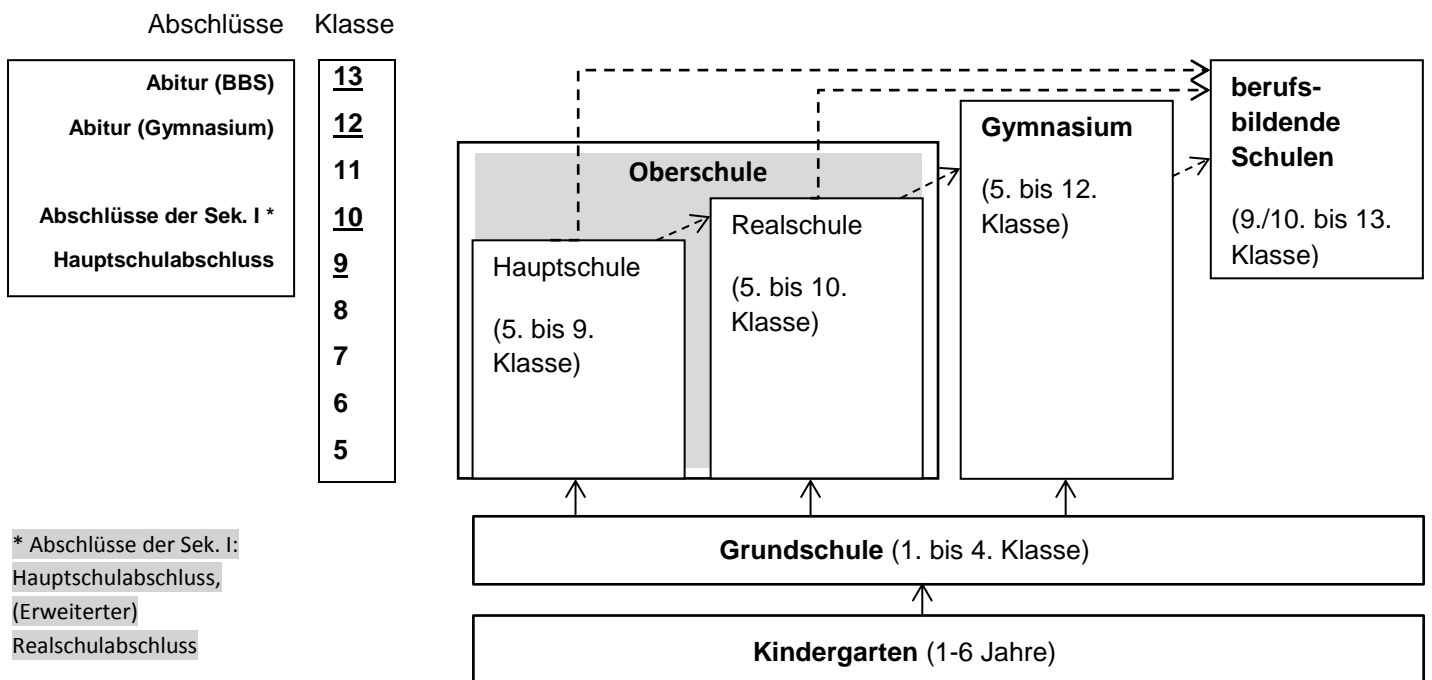 Abschlüsse Klasse
Abitur (BBS)
Abitur (Gymnasium)
Abschlüsse der Sek. I *
Hauptschulabschluss
13
12
11
10
9
8
7
6
5
Oberschule
Hauptschule
(5. bis 9.
Klasse)
Realschule
(5. bis 10.
Klasse)
Gymnasium
(5. bis 12.
Klasse)
berufs-
bildende
Schulen
(9./10. bis 13.
Klasse)
Grundschule (1. bis 4. Klasse)
Kindergarten (1-6 Jahre)
* Abschlüsse der Sek. I:
Hauptschulabschluss,
(Erweiterter)
Realschulabschluss